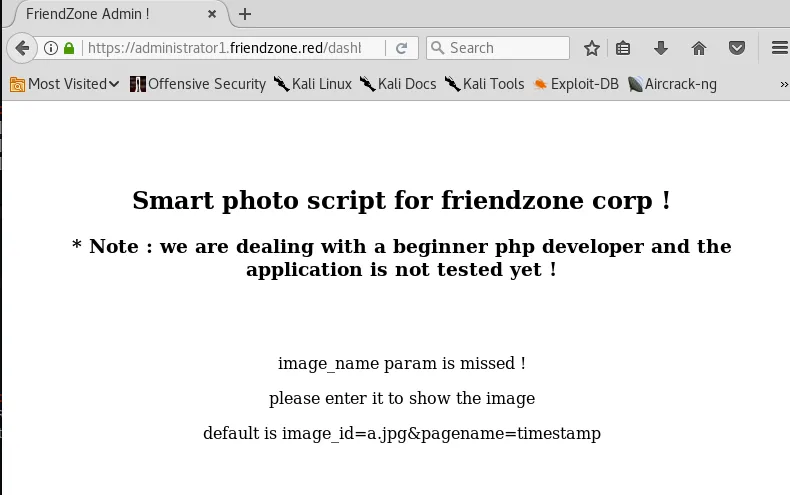 FriendZone Admin !
https://administrator1.friendzone.red/dashl
Search
Most Visited
Offensive Security
Kali Linux
Kali Docs
Kali Tools
Exploit-DB
Aircrack-ng
Smart photo script for friendzone corp !
* Note : we are dealing with a beginner php developer and the
application is not tested yet !
image_name param is missed !
please enter it to show the image
default is image_id=a.jpg&pagename=timestamp